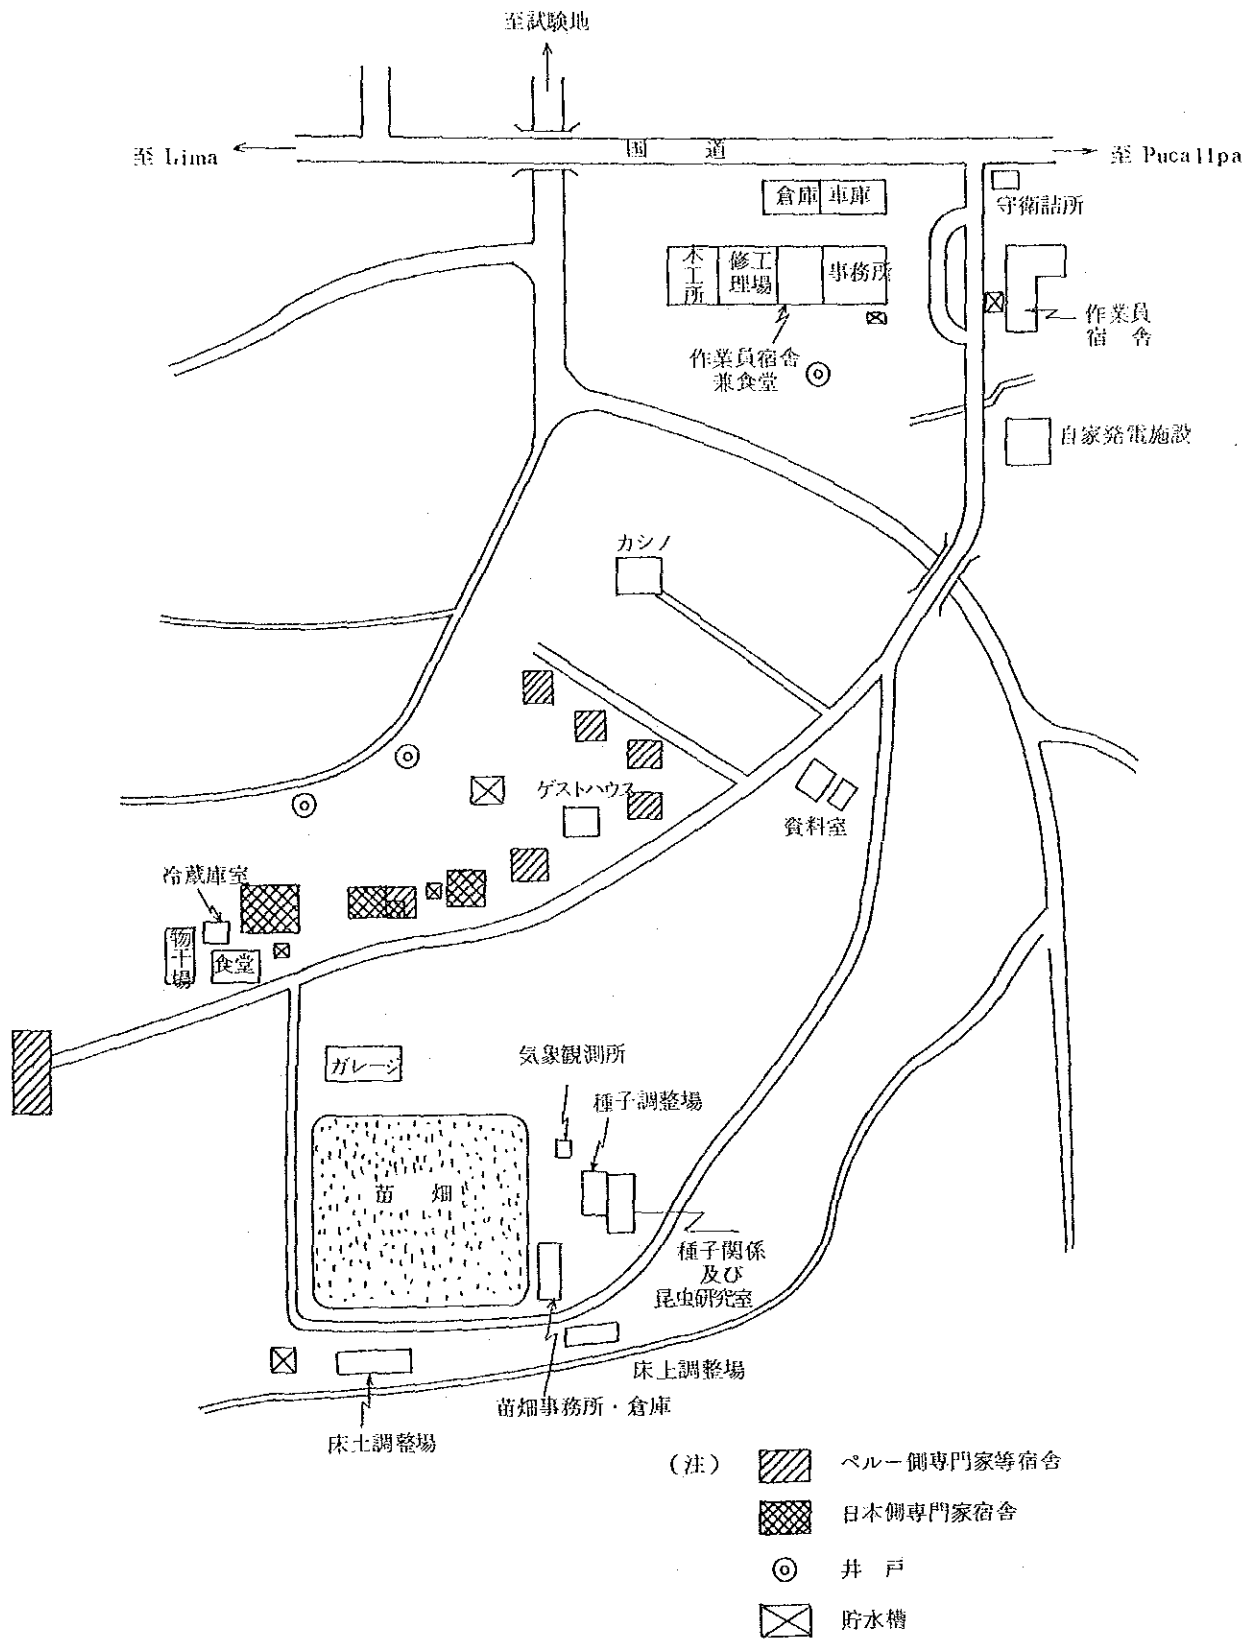 至試験地
至 Lima
国道
至 Pucallpa
倉庫
車庫
守衛詰所
木工所
修理
工場
事務所
作業員
宿舎
作業員宿舎
兼食堂
自家発電施設
カシノ
ゲストハウス
資料室
冷蔵庫室
物干場
食堂
ガレージ
気象観測所
種子調整場
苗畑
種子関係
及び
昆虫研究室
床上調整場
苗畑事務所・倉庫
床土調整場
(注)
ペルー側専門家等宿舎
日本側専門家宿舎
井戸
貯水槽